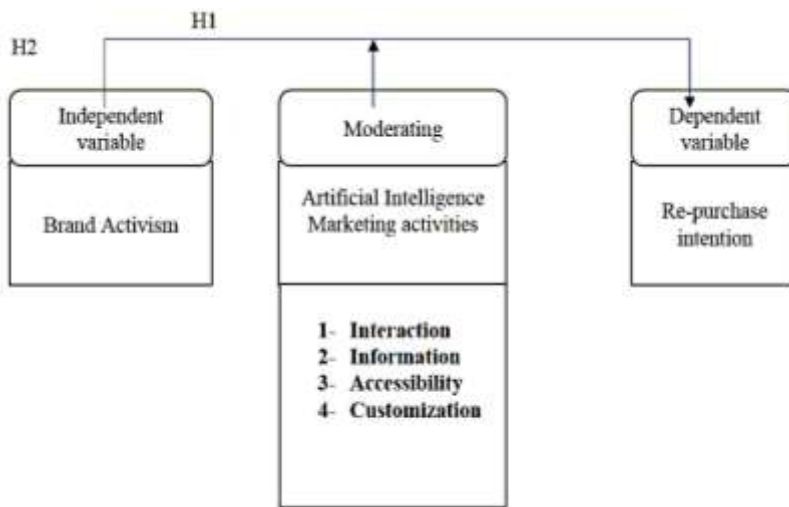 H1
H2
Independent
variable
Moderating
Dependent
variable
Brand Activism
Artificial Intelligence
Marketing activities
Re-purchase
intention
1- Interaction
2- Information
3- Accessibility
4- Customization